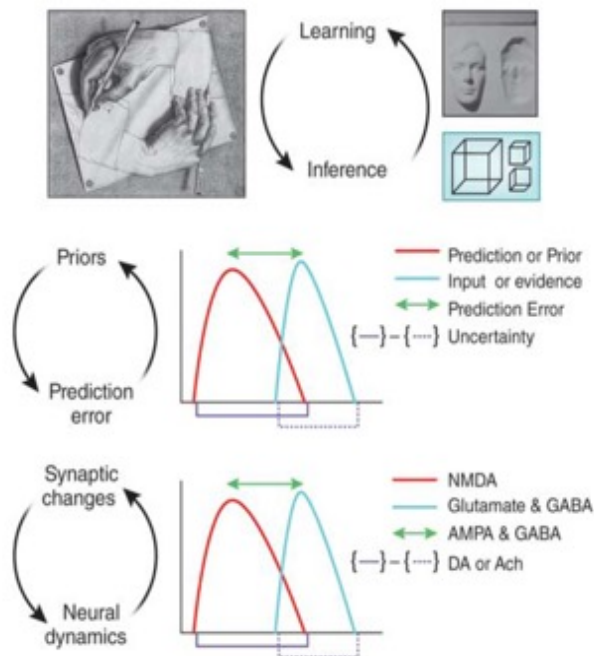 Learning
Inference
Priors
Prediction
error
Prediction or Prior
Input or evidence
Prediction Error
{—} – {----} Uncertainty
Synaptic
changes
Neural
dynamics
NMDA
Glutamate & GABA
AMPA & GABA
{—} – {----} DA or Ach